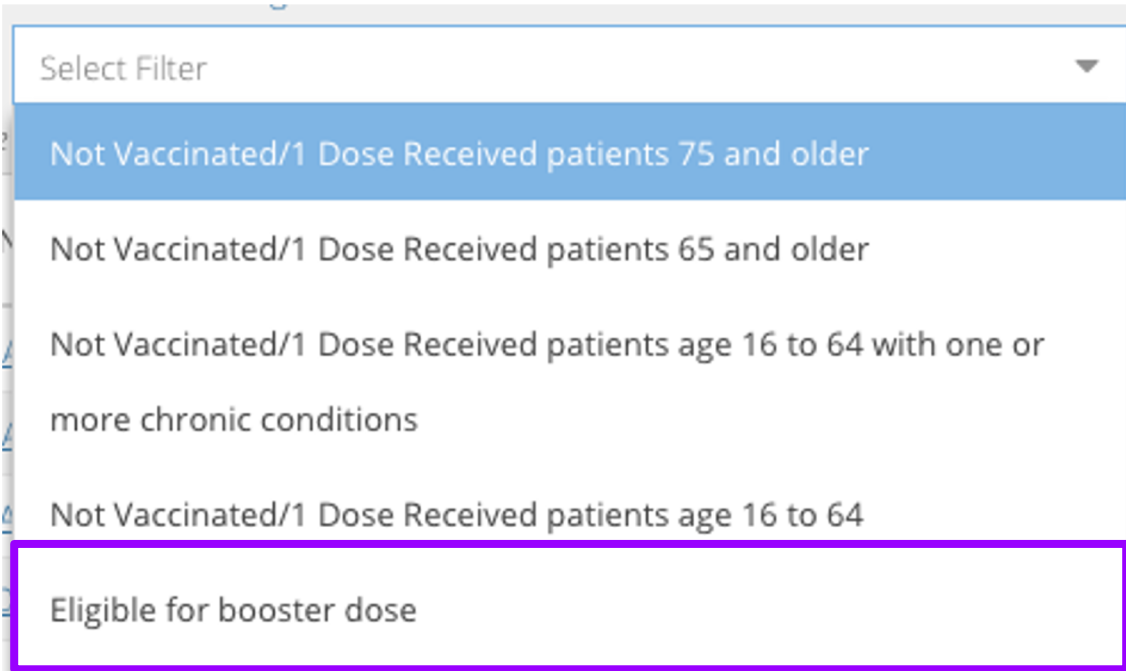 Select Filter
Not Vaccinated/1 Dose Received patients 75 and older
Not Vaccinated/1 Dose Received patients 65 and older
Not Vaccinated/1 Dose Received patients age 16 to 64 with one or
more chronic conditions
Not Vaccinated/1 Dose Received patients age 16 to 64
Eligible for booster dose